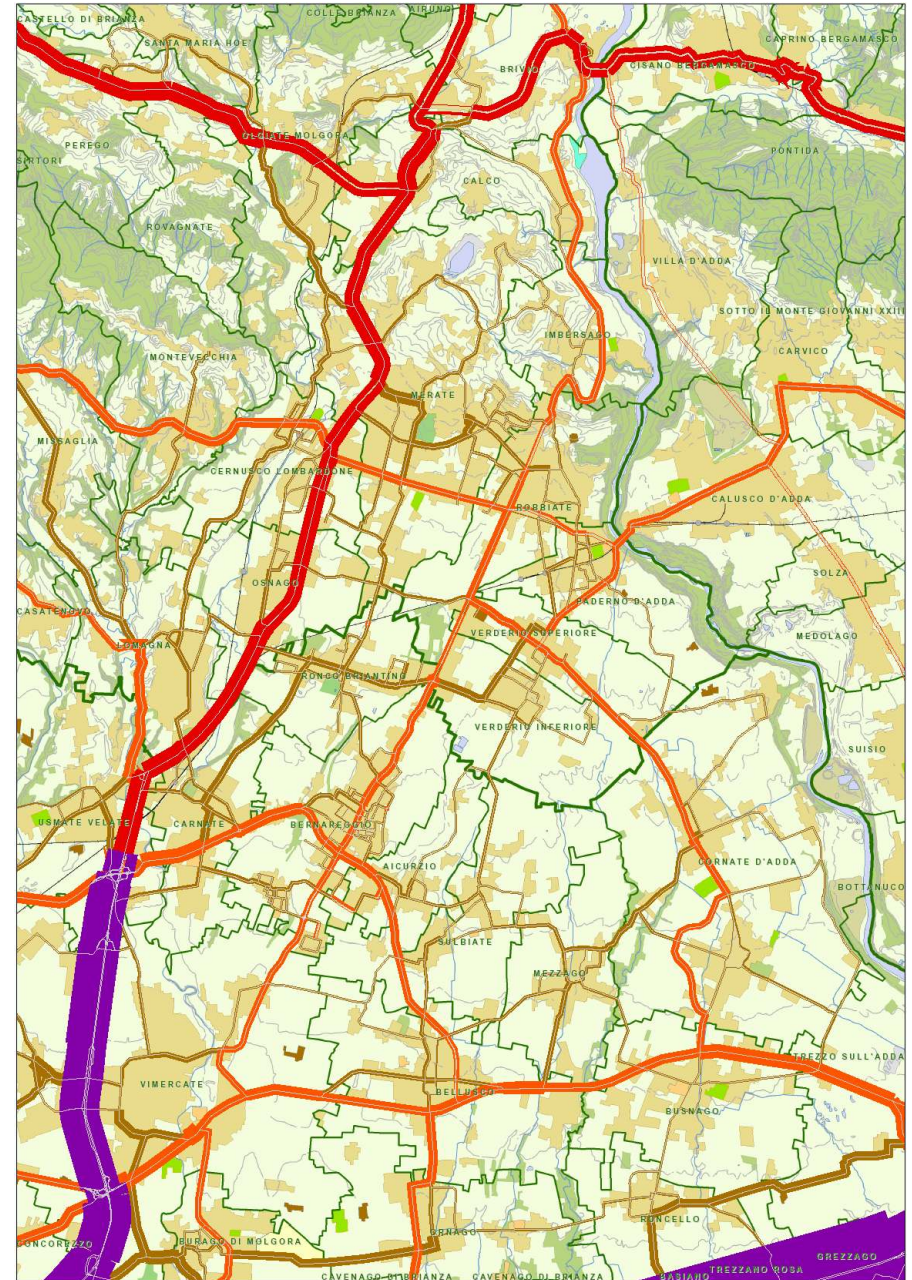 CASTELLO DI BRIANZA
COLLE BRIANZA
AIRUNO
SANTA MARIA HOE'
CAPRINO BERGAMASCO
BRIVIO
CISANO BERGAMASCO
OLGIATE MOLGORA
PEREGO
SIRTORI
PONTIDA
CALCO
ROVAGNATE
VILLA D'ADDA
SOTTO IL MONTE GIOVANNI XXIII
IMBERSAGO
CARVICO
MONTEVECCHIA
MERATE
MISSAGLIA
CERNUSCO LOMBARDONE
CALUSCO D'ADDA
ROBBIATE
SOLZA
OSNAGO
CASATENOVO
PADERNO D'ADDA
VERDERIO SUPERIORE
MEDOLAGO
LOMAGNA
RONCO BRIANTINO
VERDERIO INFERIORE
SUISIO
USMATE VELATE
CARNATE
BERNAREGGIO
AICURZIO
CORNATE D'ADDA
BOTTANUCO
SULBIATE
MEZZAGO
TREZZO SULL'ADDA
VIMERCATE
BELLUSCO
BUSNAGO
RONCELLO
ORNAGO
CONCOREZZO
BURAGO DI MOLGORA
GREZZAGO
TREZZANO ROSA
CAVENAGO DI BRIANZA
CAVENAGO DI BRIANZA
BASIANO